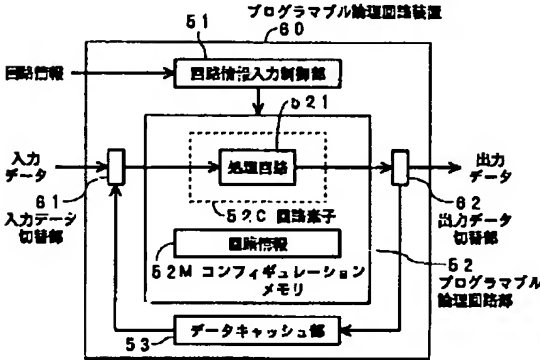 プログラマブル論理回路装置
60
51
回路情報
回路情報入力制御部
521
入力
データ
処理回路
出力
データ
61
入力データ
切替部
52C 回路素子
62
出力データ
切替部
回路情報
52M コンフィギュレーション
メモリ
52
プログラマブル
論理回路部
53
データキャッシュ部